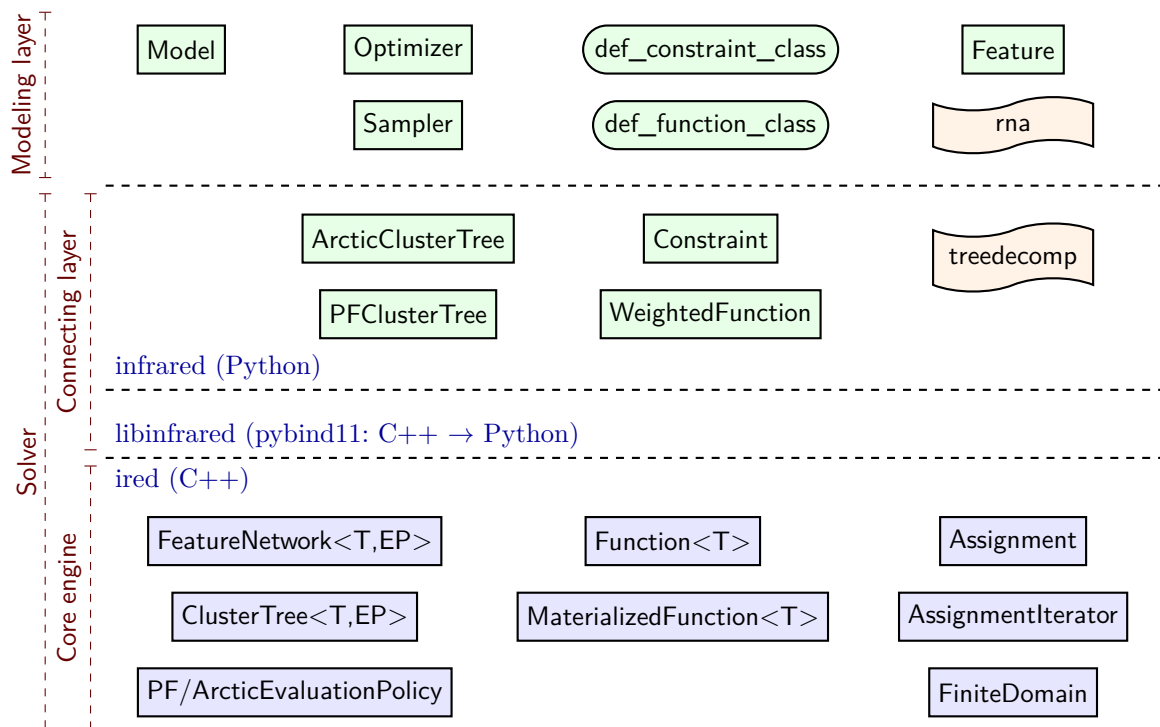 Modeling layer
Model
Optimizer
def_constraint_class
Feature
Sampler
def_function_class
rna
Solver
Connecting layer
ArcticClusterTree
Constraint
treedecomp
PFClusterTree
WeightedFunction
infrared (Python)
libinfrared (pybind11: C++ → Python)
ired (C++)
Core engine
FeatureNetwork<T,EP>
Function<T>
Assignment
ClusterTree<T,EP>
MaterializedFunction<T>
AssignmentIterator
PF/ArcticEvaluationPolicy
FiniteDomain